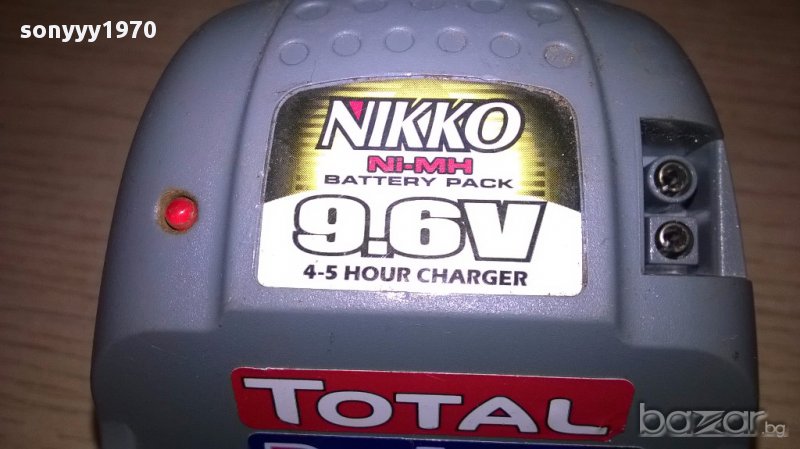 sonyyy1970
NIKKO
Ni-MH
BATTERY PACK
9.6V
4-5 HOUR CHARGER
TOTAL
bazar.bg